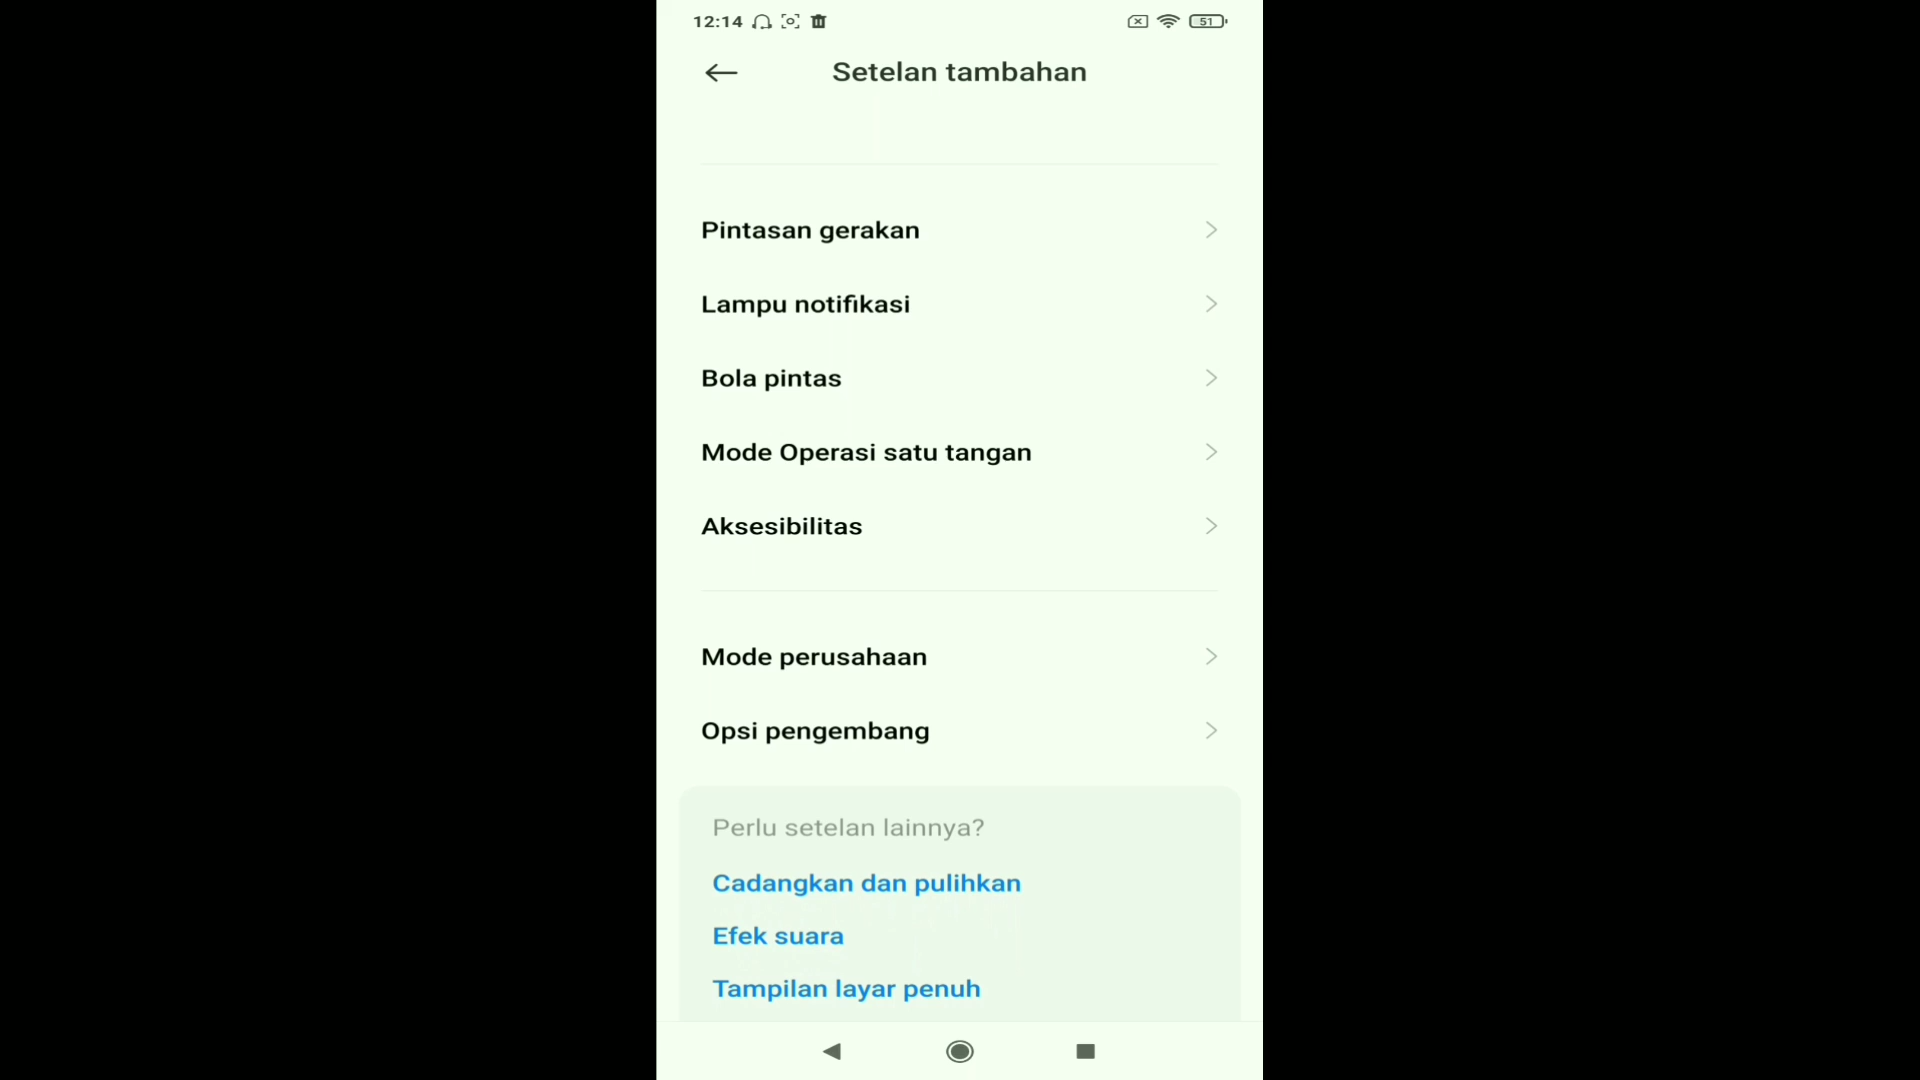 12:14
51
Setelan tambahan
Pintasan gerakan
Lampu notifikasi
Bola pintas
Mode Operasi satu tangan
Aksesibilitas
Mode perusahaan
Opsi pengembang
Perlu setelan lainnya?
Cadangkan dan pulihkan
Efek suara
Tampilan layar penuh